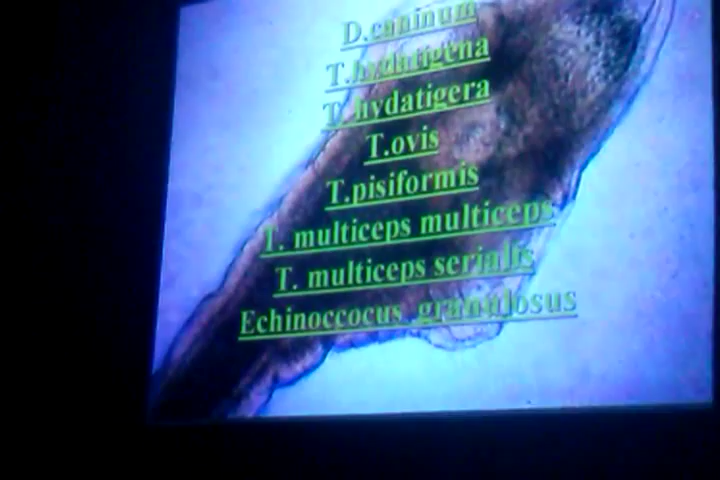 D.caninum
T.hydatigena
T. hydatigera
T.ovis
T.pisiformis
T. multiceps multiceps
T. multiceps serialis
Echinoccocus granulosus